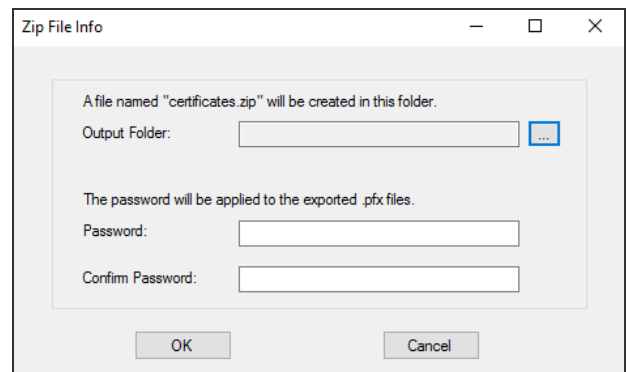 Zip File Info
A file named "certificates.zip" will be created in this folder.
Output Folder:
...
The password will be applied to the exported .pfx files.
Password:
Confirm Password:
OK Cancel